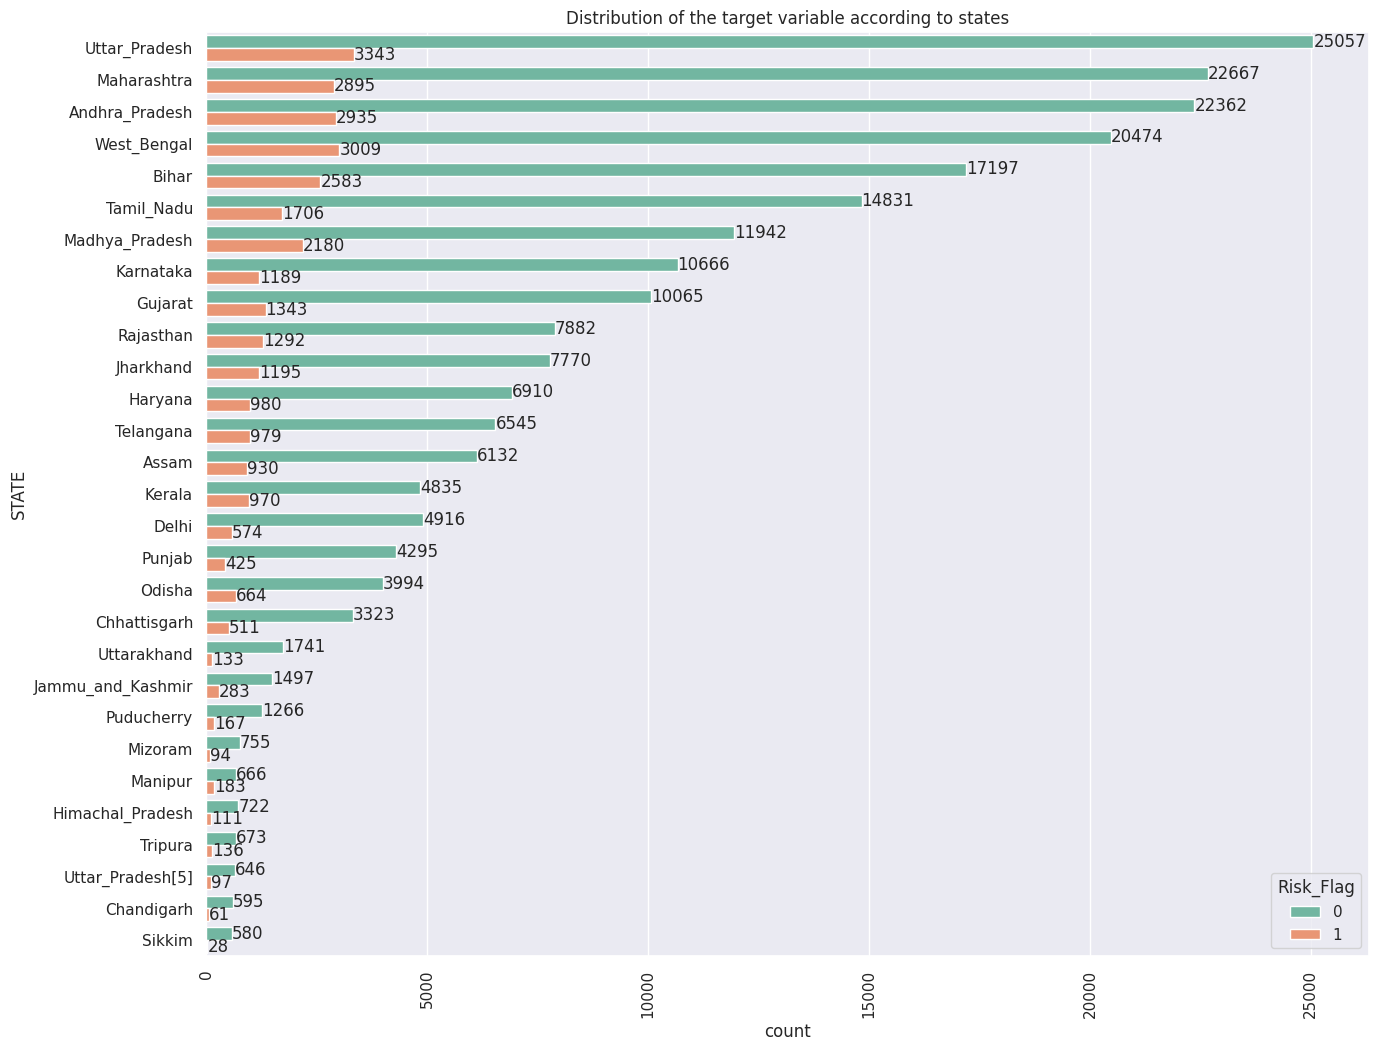 Distribution of the target variable according to states
STATE
Uttar_Pradesh 25057
3343
Maharashtra 22667
2895
Andhra_Pradesh 22362
2935
West_Bengal 20474
3009
Bihar 17197
2583
Tamil_Nadu 14831
1706
Madhya_Pradesh 11942
2180
Karnataka 10666
1189
Gujarat 10065
1343
Rajasthan 7882
1292
Jharkhand 7770
1195
Haryana 6910
980
Telangana 6545
979
Assam 6132
930
Kerala 4835
970
Delhi 4916
574
Punjab 4295
425
Odisha 3994
664
Chhattisgarh 3323
511
Uttarakhand 1741
133
Jammu_and_Kashmir 1497
283
Puducherry 1266
167
Mizoram 755
94
Manipur 666
183
Himachal_Pradesh 722
111
Tripura 673
136
Uttar_Pradesh[5] 646
97
Chandigarh 595
61
Sikkim 580
28
Risk_Flag
0
1
0 5000 10000 15000 20000 25000
count